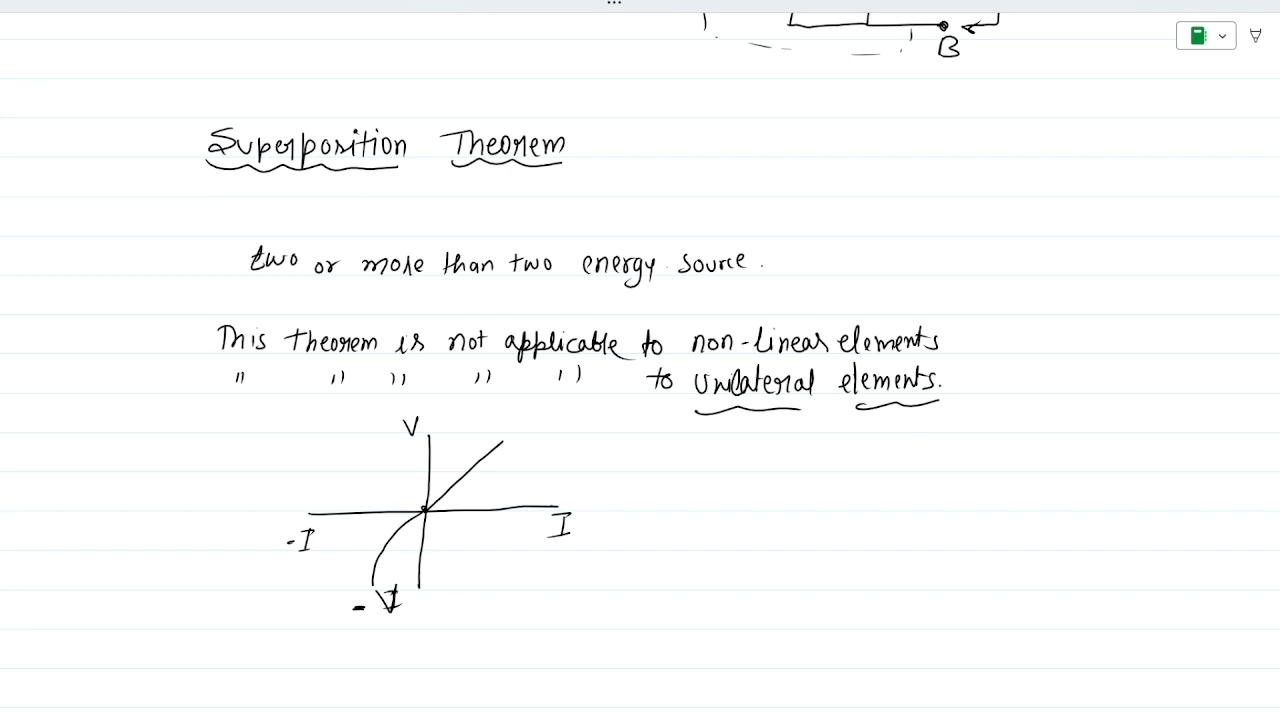 B
Superposition Theorem
two or more than two energy source.
This theorem is not applicable to non-linear elements
" " " " " to unilateral elements.
V
-I
I